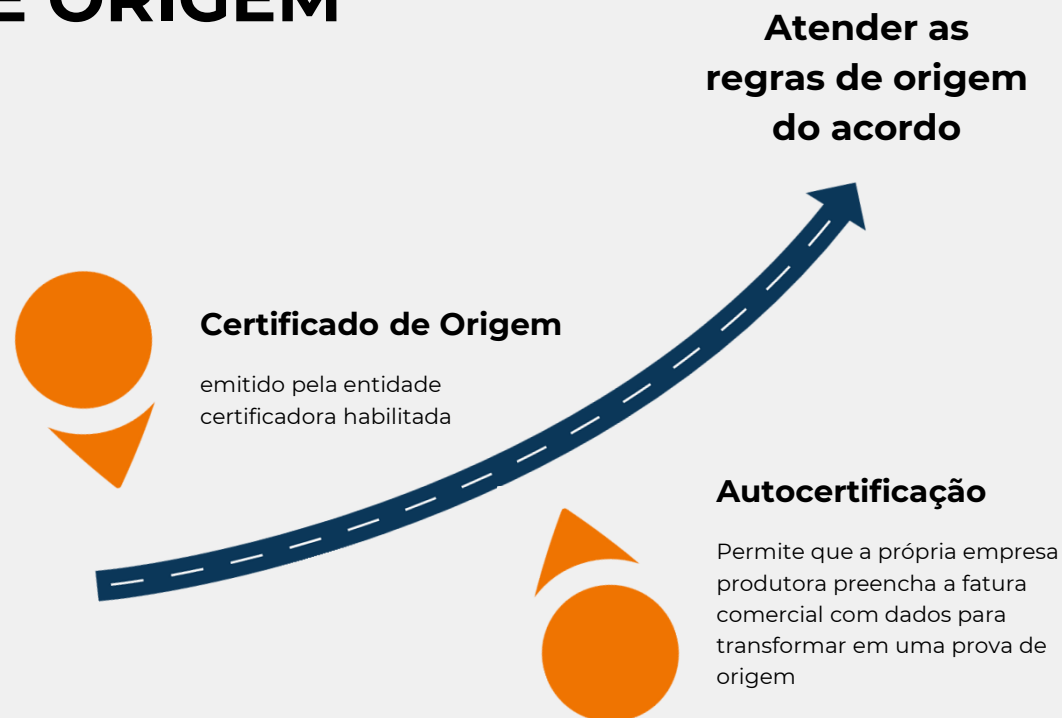 E ORIGEM
Atender as
regras de origem
do acordo
Certificado de Origem
emitido pela entidade
certificadora habilitada
Autocertificação
Permite que a própria empresa
produtora preencha a fatura
comercial com dados para
transformar em uma prova de
origem